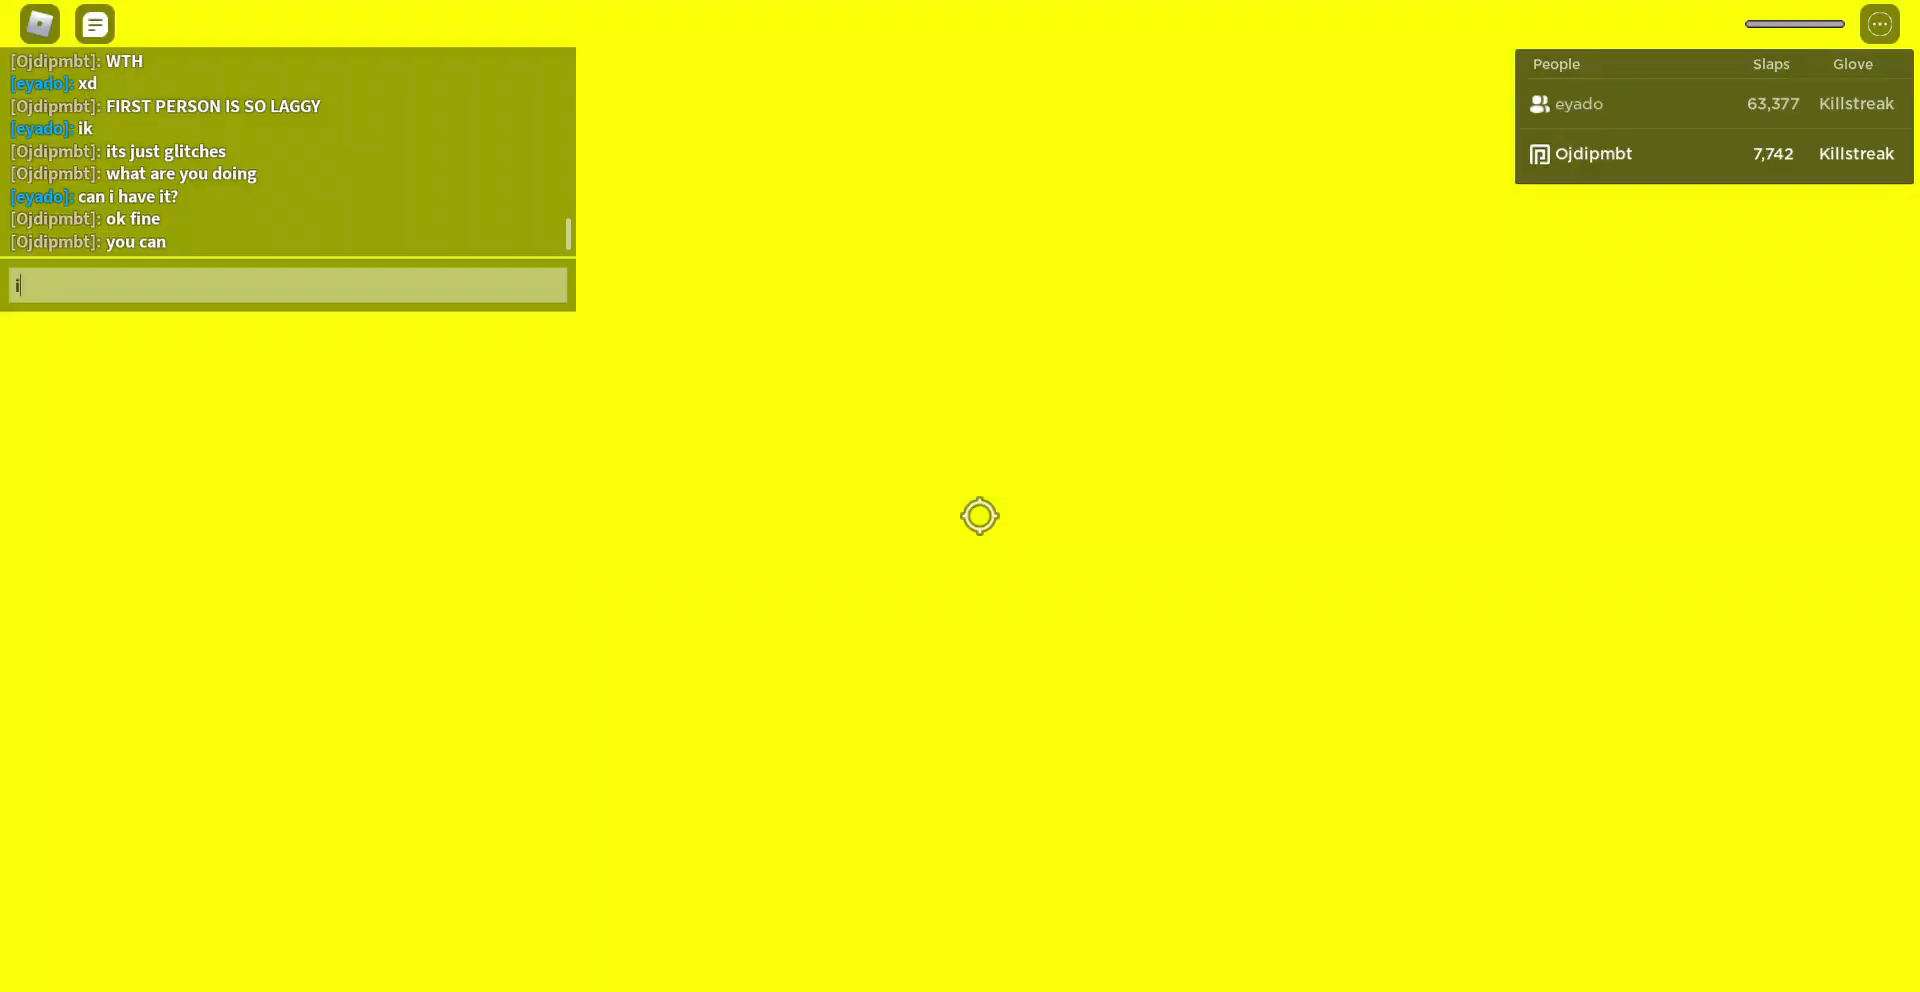 [Ojdipmbt]: WTH
[eyado]: xd
[Ojdipmbt]: FIRST PERSON IS SO LAGGY
[eyado]: ik
[Ojdipmbt]: its just glitches
[Ojdipmbt]: what are you doing
[eyado]: can i have it?
[Ojdipmbt]: ok fine
[Ojdipmbt]: you can
i
People Slaps Glove
eyado 63,377 Killstreak
Ojdipmbt 7,742 Killstreak